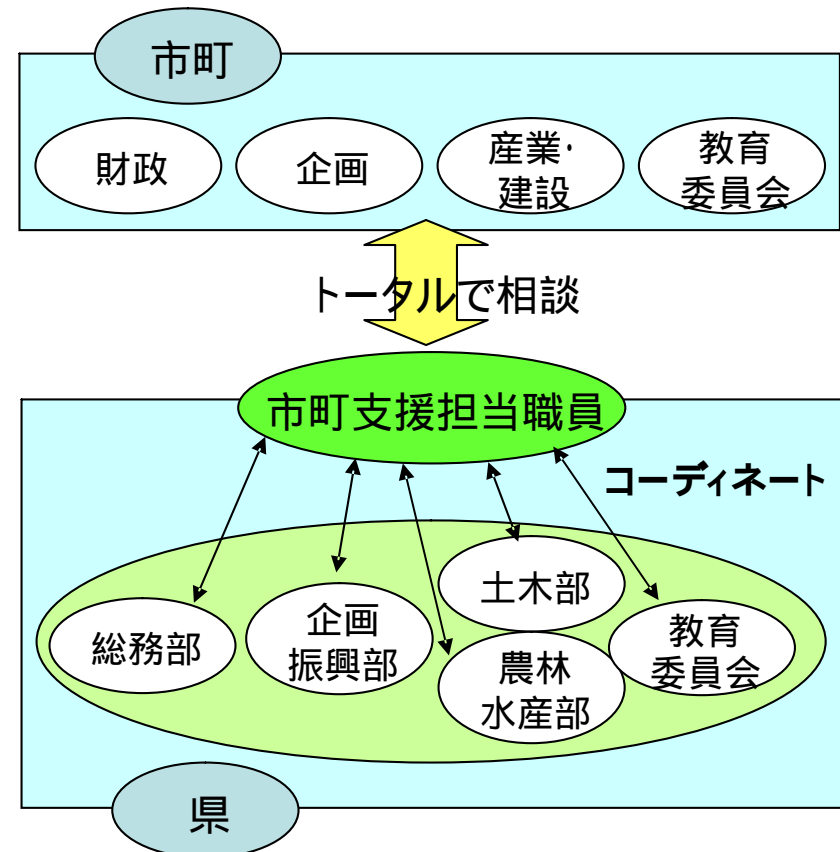 市町
財政
企画
産業・
建設
教育
委員会
トータルで相談
市町支援担当職員
コーディネート
総務部
企画
振興部
土木部
農林
水産部
教育
委員会
県